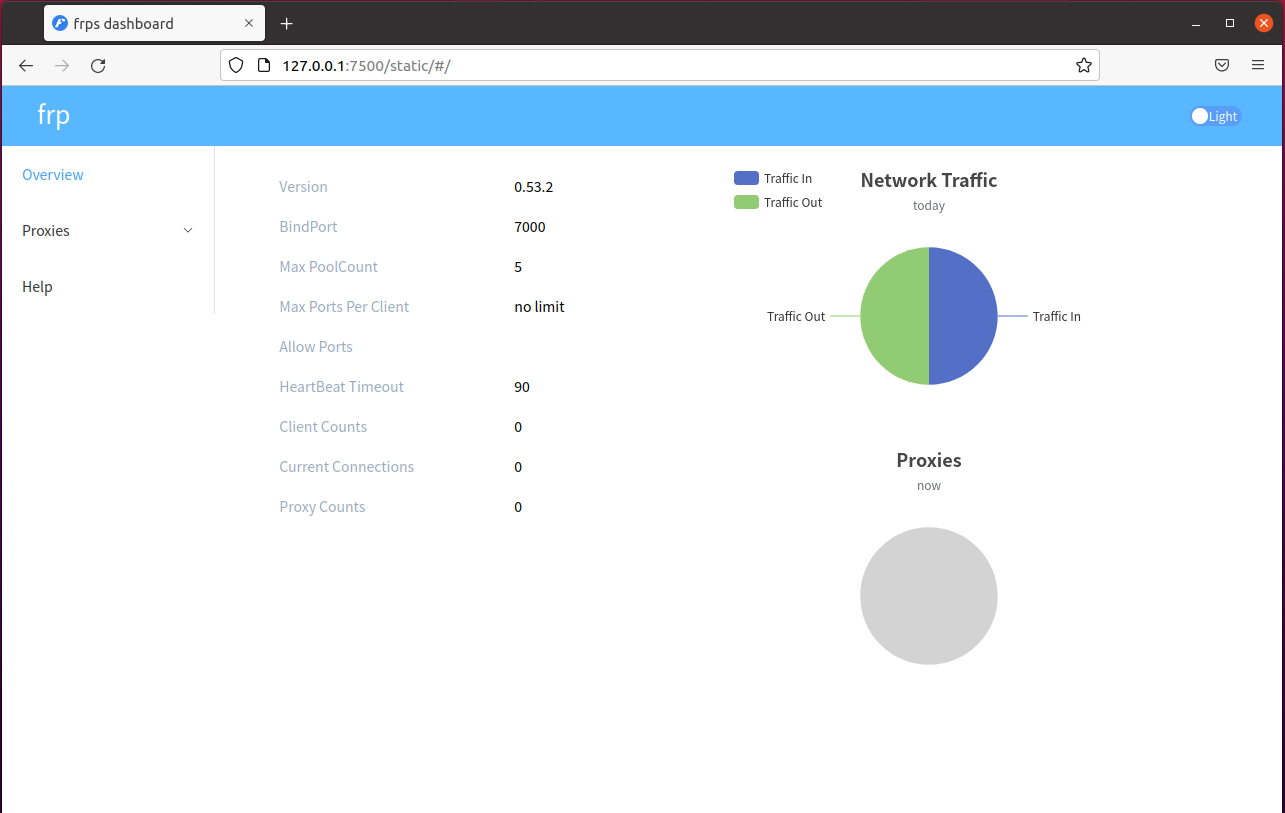 frps dashboard
127.0.0.1:7500/static/#/
frp
Light
Overview
Proxies
Help
Version 0.53.2
BindPort 7000
Max PoolCount 5
Max Ports Per Client no limit
Allow Ports
HeartBeat Timeout 90
Client Counts 0
Current Connections 0
Proxy Counts 0
Traffic In
Traffic Out
Network Traffic
today
Traffic Out
Traffic In
Proxies
now